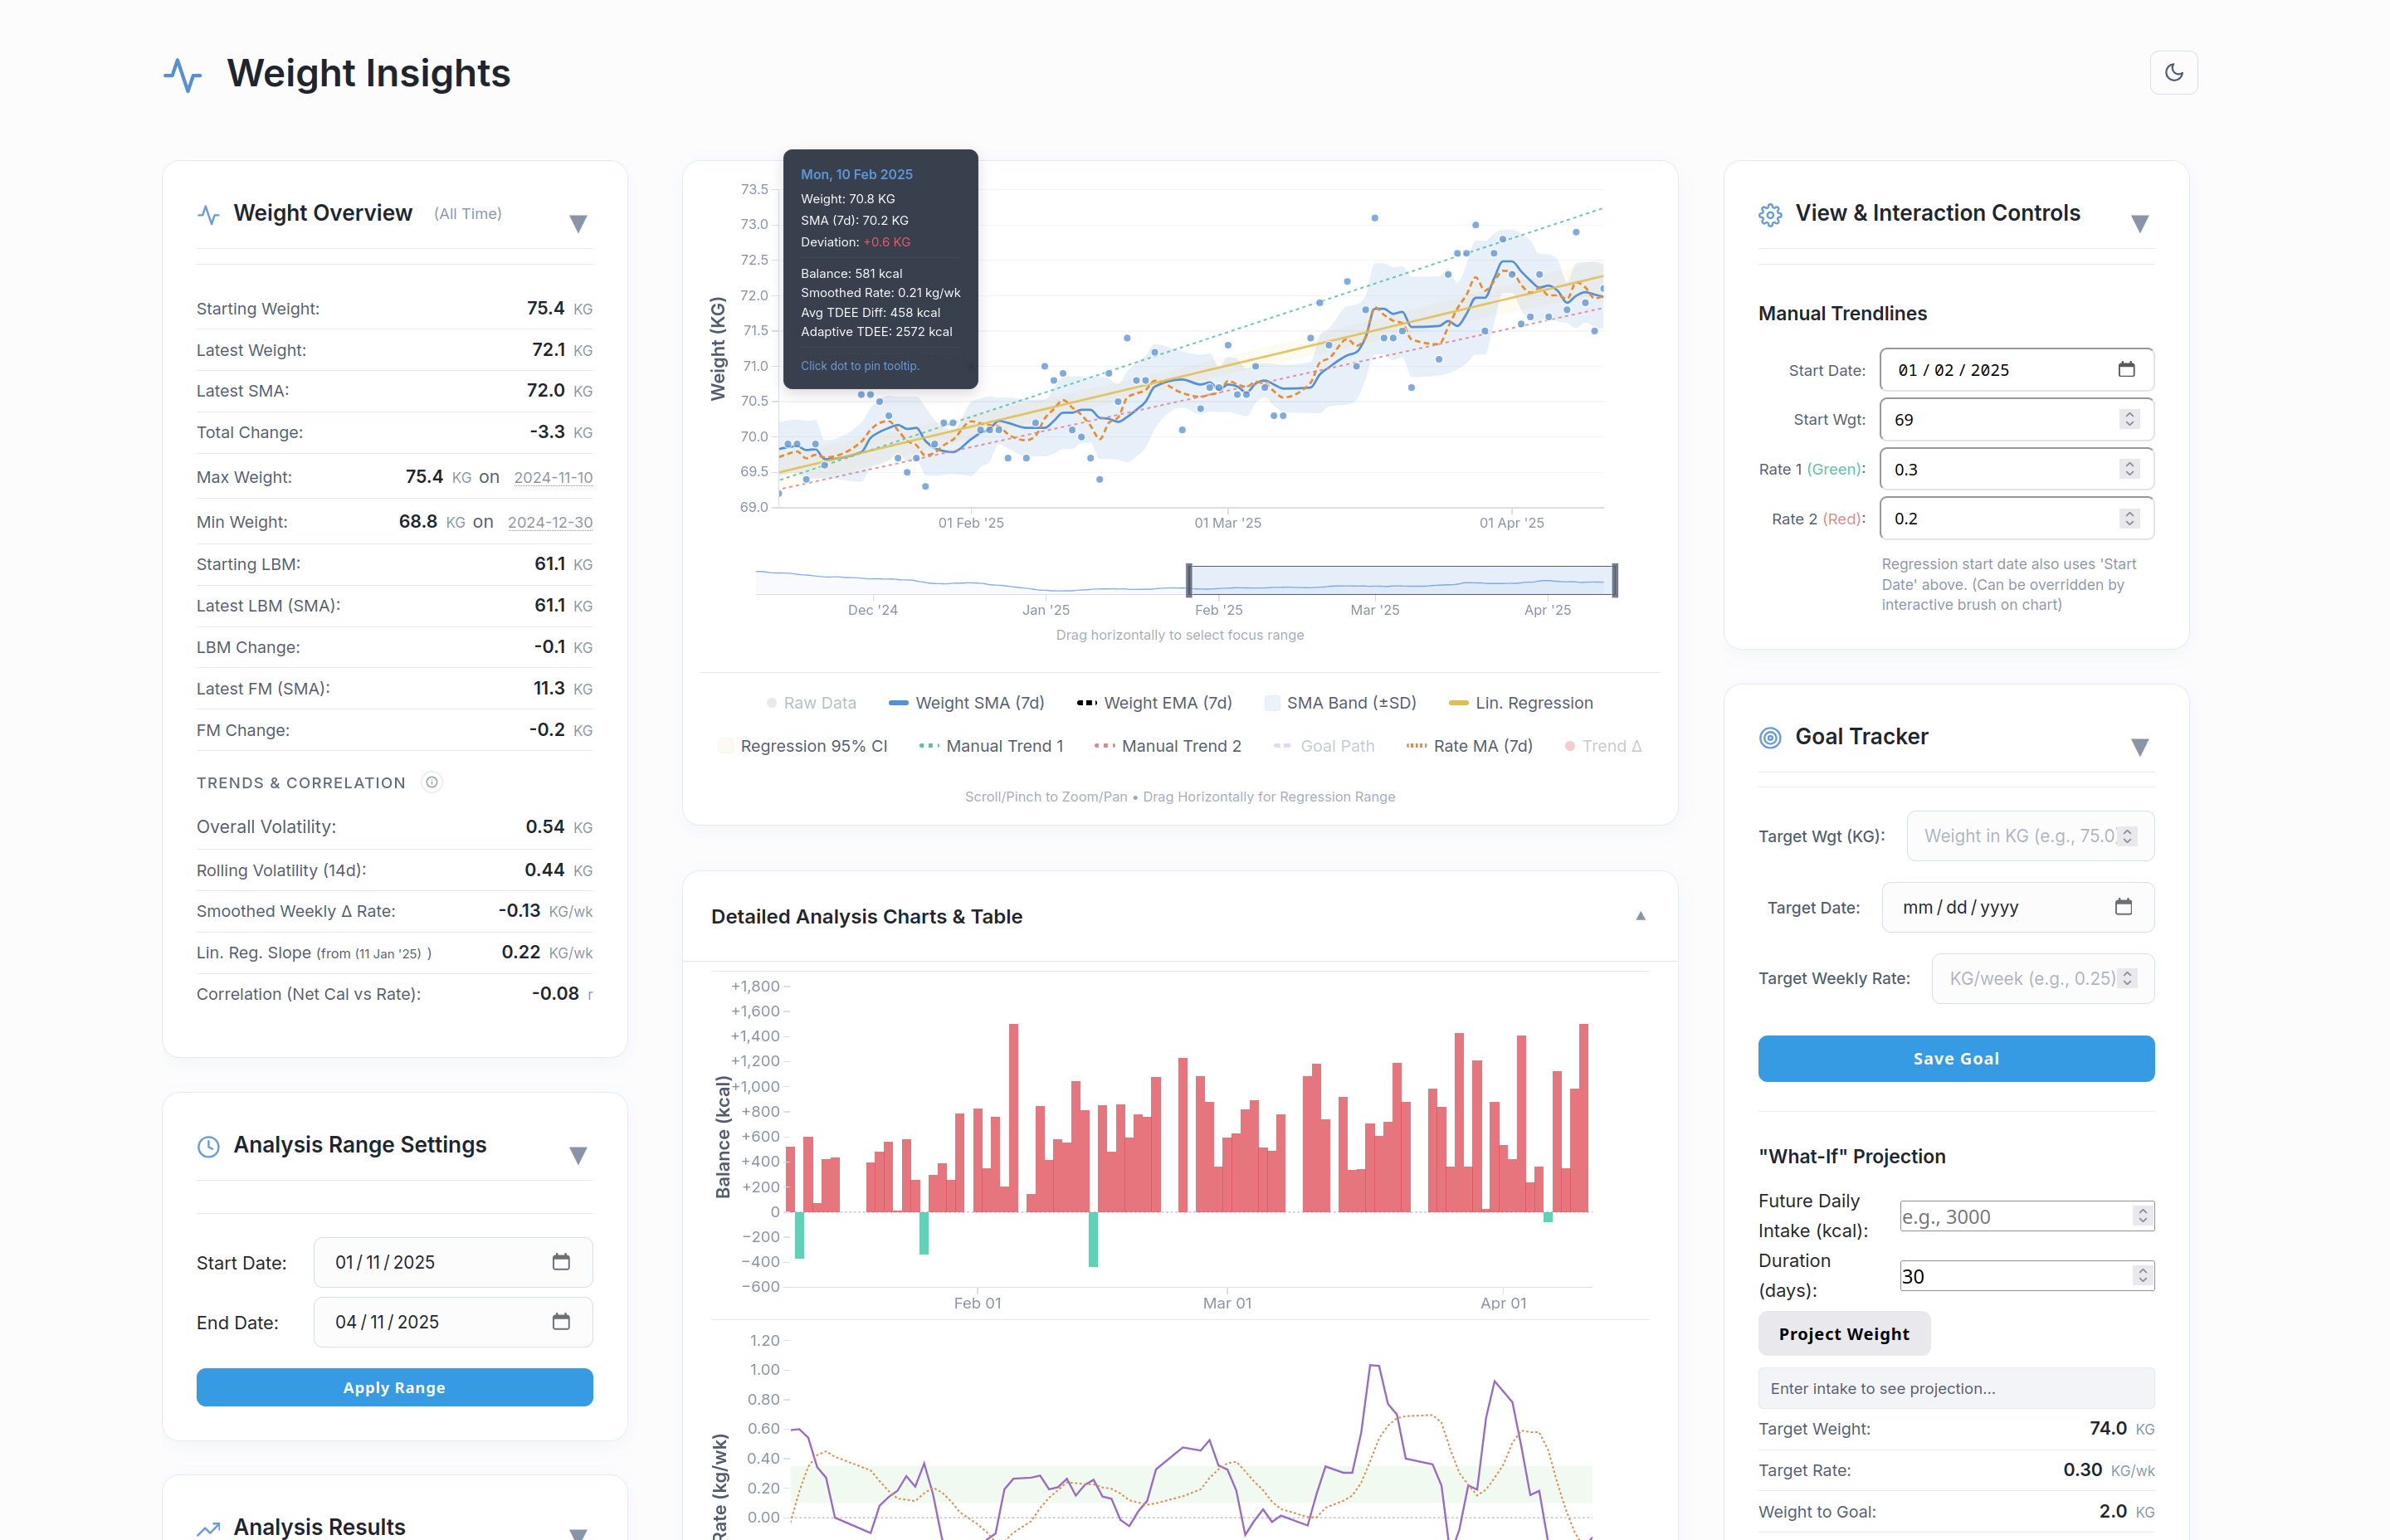 Weight Insights
Weight Overview (All Time) ▼
Starting Weight: 75.4 KG
Latest Weight: 72.1 KG
Latest SMA: 72.0 KG
Total Change: -3.3 KG
Max Weight: 75.4 KG on 2024-11-10
Min Weight: 68.8 KG on 2024-12-30
Starting LBM: 61.1 KG
Latest LBM (SMA): 61.1 KG
LBM Change: -0.1 KG
Latest FM (SMA): 11.3 KG
FM Change: -0.2 KG
TRENDS & CORRELATION
Overall Volatility: 0.54 KG
Rolling Volatility (14d): 0.44 KG
Smoothed Weekly Δ Rate: -0.13 KG/wk
Lin. Reg. Slope (from (11 Jan '25) ) 0.22 KG/wk
Correlation (Net Cal vs Rate): -0.08 r
Analysis Range Settings ▼
Start Date: 01/11/2025
End Date: 04/11/2025
Apply Range
Analysis Results ▼
Weight (KG)
73.5
73.0
72.5
72.0
71.5
71.0
70.5
70.0
69.5
69.0
01 Feb '25 01 Mar '25 01 Apr '25
Mon, 10 Feb 2025
Weight: 70.8 KG
SMA (7d): 70.2 KG
Deviation: +0.6 KG
Balance: 581 kcal
Smoothed Rate: 0.21 kg/wk
Avg TDEE Diff: 458 kcal
Adaptive TDEE: 2572 kcal
Click dot to pin tooltip.
Dec '24 Jan '25 Feb '25 Mar '25 Apr '25
Drag horizontally to select focus range
Raw Data Weight SMA (7d) Weight EMA (7d) SMA Band (±SD) Lin. Regression
Regression 95% CI Manual Trend 1 Manual Trend 2 Goal Path Rate MA (7d) Trend Δ
Scroll/Pinch to Zoom/Pan • Drag Horizontally for Regression Range
Detailed Analysis Charts & Table ▲
Balance (kcal)
+1,800
+1,600
+1,400
+1,200
+1,000
+800
+600
+400
+200
0
−200
−400
−600
Feb 01 Mar 01 Apr 01
Rate (kg/wk)
1.20
1.00
0.80
0.60
0.40
0.20
0.00
View & Interaction Controls ▼
Manual Trendlines
Start Date: 01/02/2025
Start Wgt: 69
Rate 1 (Green): 0.3
Rate 2 (Red): 0.2
Regression start date also uses 'Start
Date' above. (Can be overridden by
interactive brush on chart)
Goal Tracker ▼
Target Wgt (KG): Weight in KG (e.g., 75.0
Target Date: mm/dd/yyyy
Target Weekly Rate: KG/week (e.g., 0.25)
Save Goal
"What-If" Projection
Future Daily
Intake (kcal): e.g., 3000
Duration
(days): 30
Project Weight
Enter intake to see projection...
Target Weight: 74.0 KG
Target Rate: 0.30 KG/wk
Weight to Goal: 2.0 KG